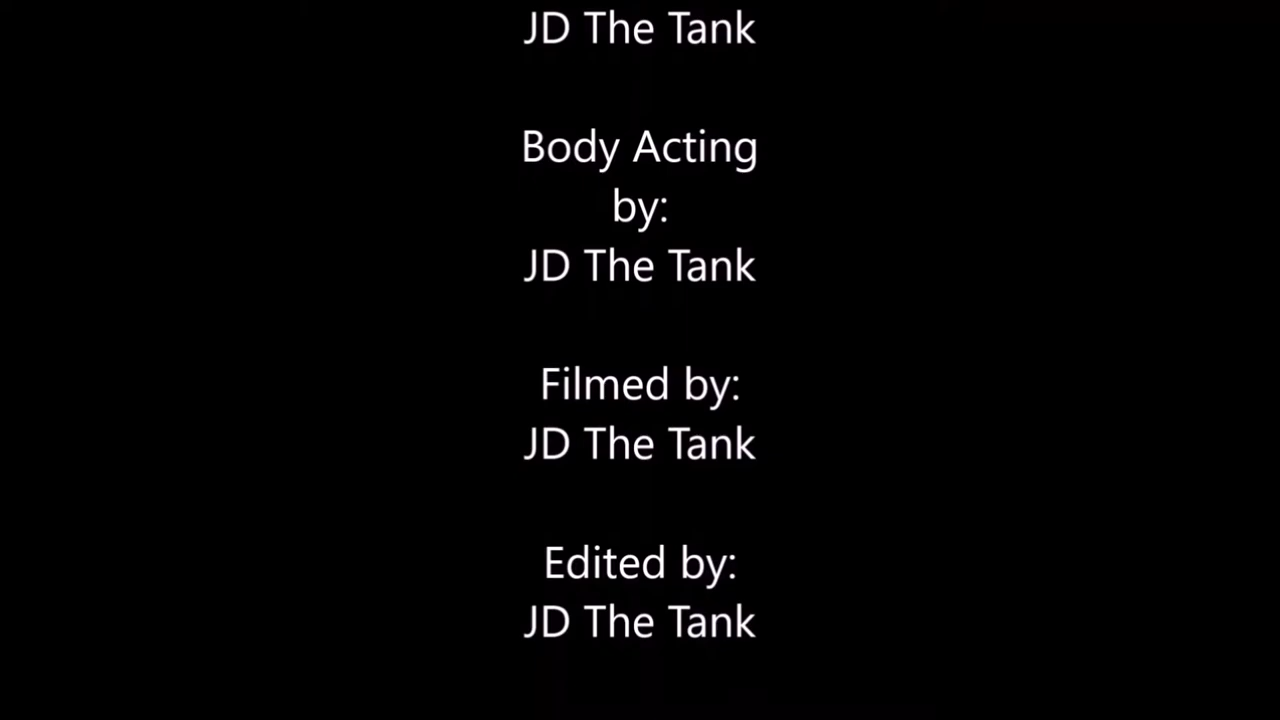 JD The Tank
Body Acting
by:
JD The Tank
Filmed by:
JD The Tank
Edited by:
JD The Tank